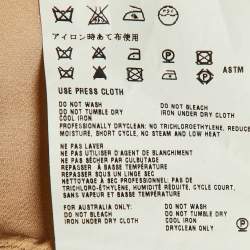 アイロン時あて布使用
ASTM
USE PRESS CLOTH
DO NOT WASH DO NOT BLEACH
DO NOT TUMBLE DRY IRON UNDER DRY CLOTH
COOL IRON
PROFESSIONALLY DRYCLEAN: NO TRICHLOROETHYLENE, REDUCED
MOISTURE, SHORT CYCLE, NO STEAM AND LOW HEAT
NE PAS LAVER
NE PAS BLANCHIR
NE PAS SÉCHER PAR CULBUTAGE
REPASSER À BASSE TEMPÉRATURE
REPASSER SOUS UN LINGE SEC
NETTOYAGE À SEC PROFESSIONNEL, PAS DE
TRICHLORO-ÉTHYLÈNE, HUMIDITÉ RÉDUITE, CYCLE COURT,
SANS VAPEUR ET BASSE TEMPÉRATURE
FOR AUSTRALIA ONLY: DO NOT WASH
DO NOT BLEACH DO NOT TUMBLE DRY
IRON UNDER DRY CLOTH COOL IRON
DRYCLEAN ONLY